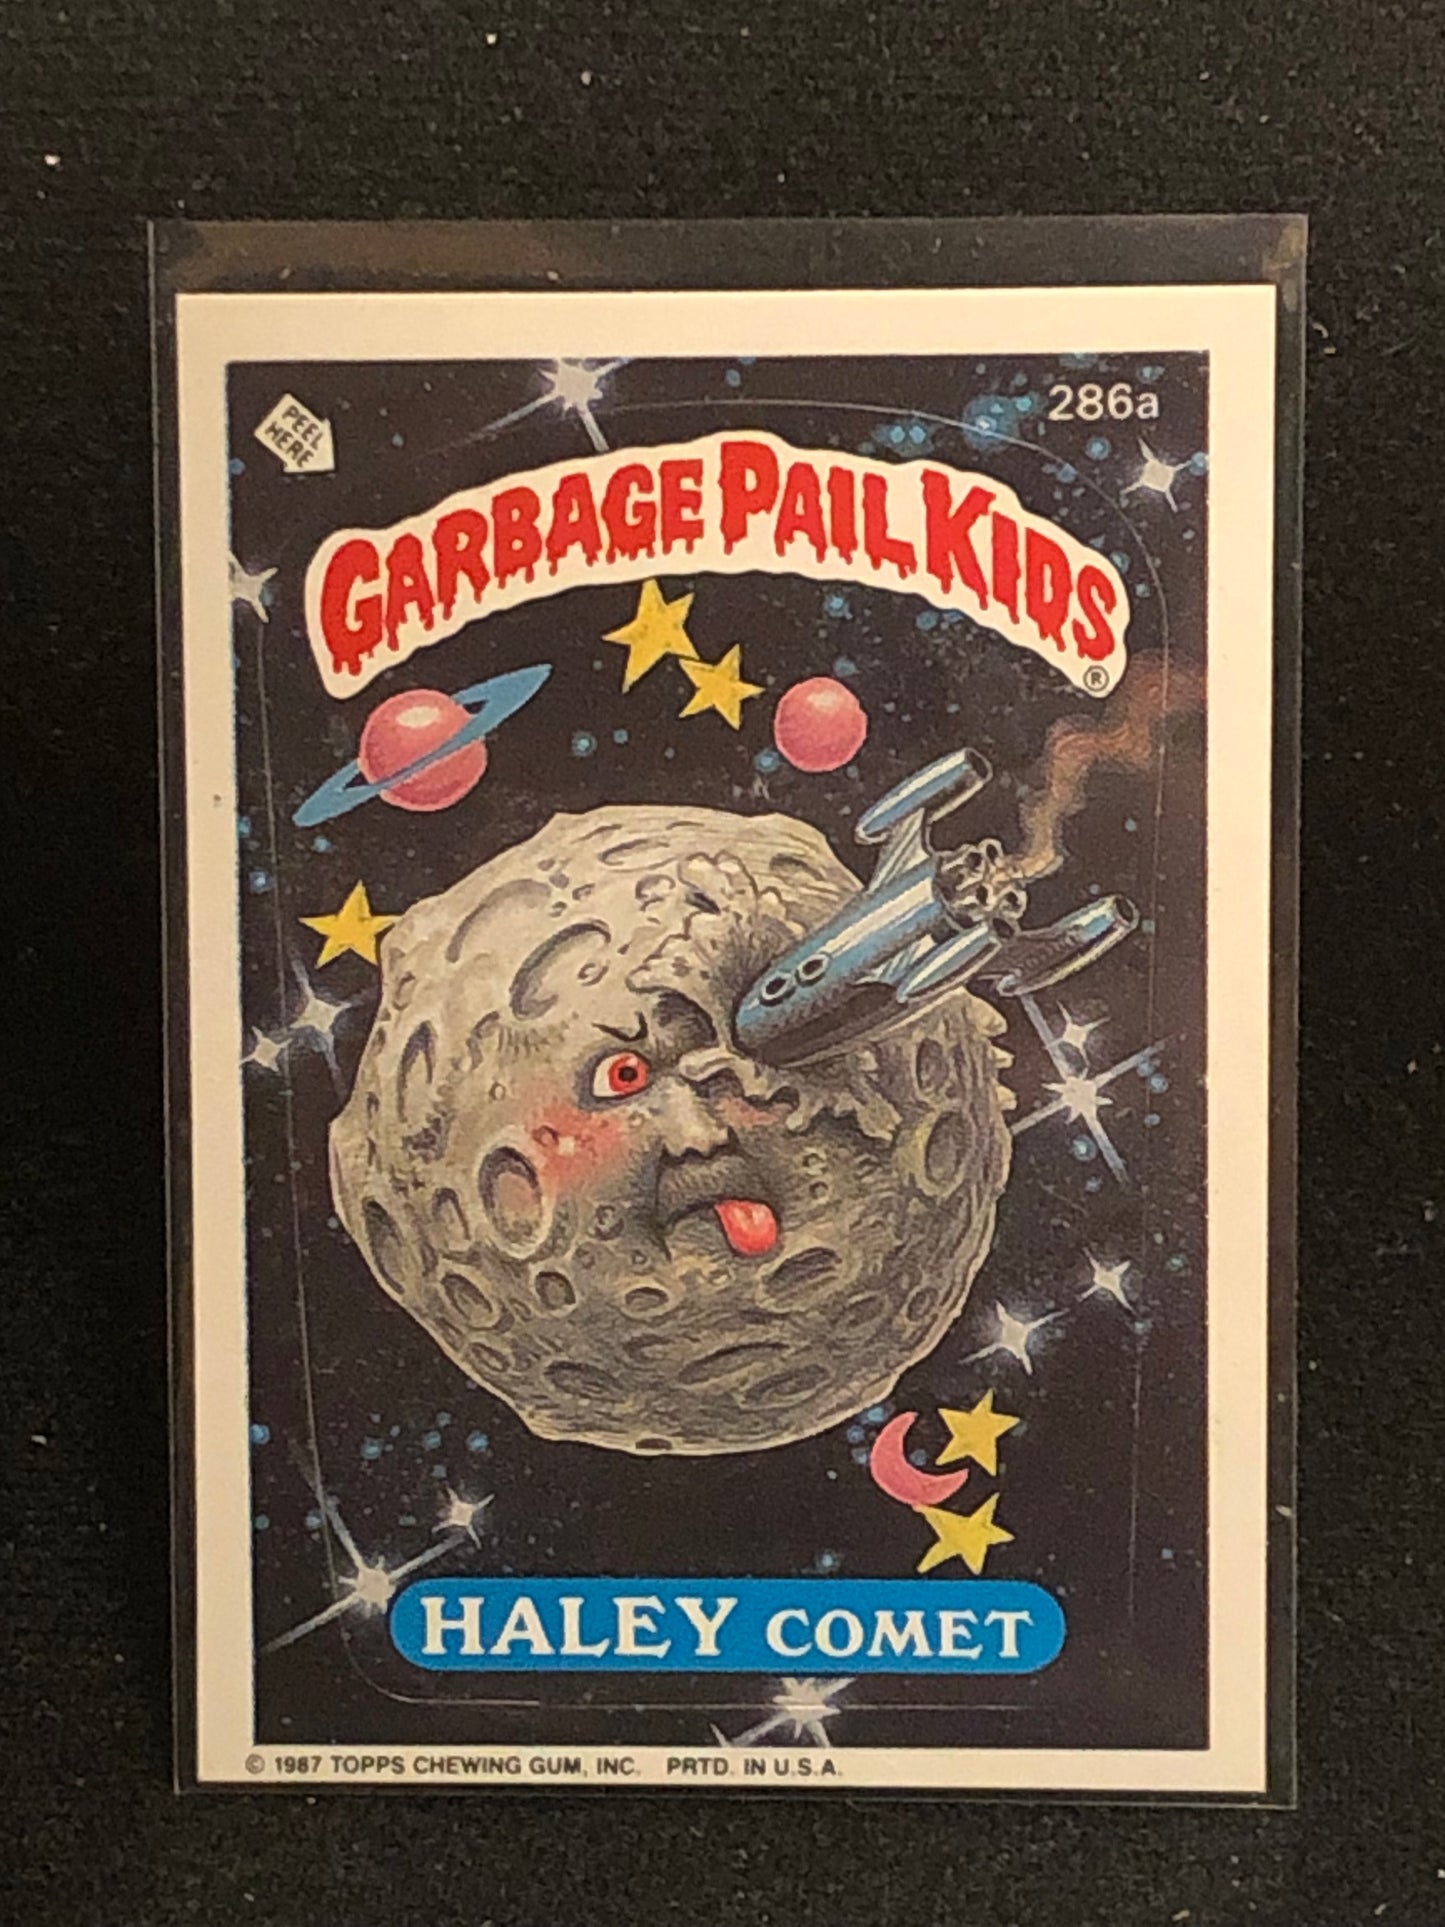 286a
PEEL
HERE
GARBAGE PAIL KIDS
®
HALEY COMET
© 1987 TOPPS CHEWING GUM, INC. PRTD. IN U.S.A.